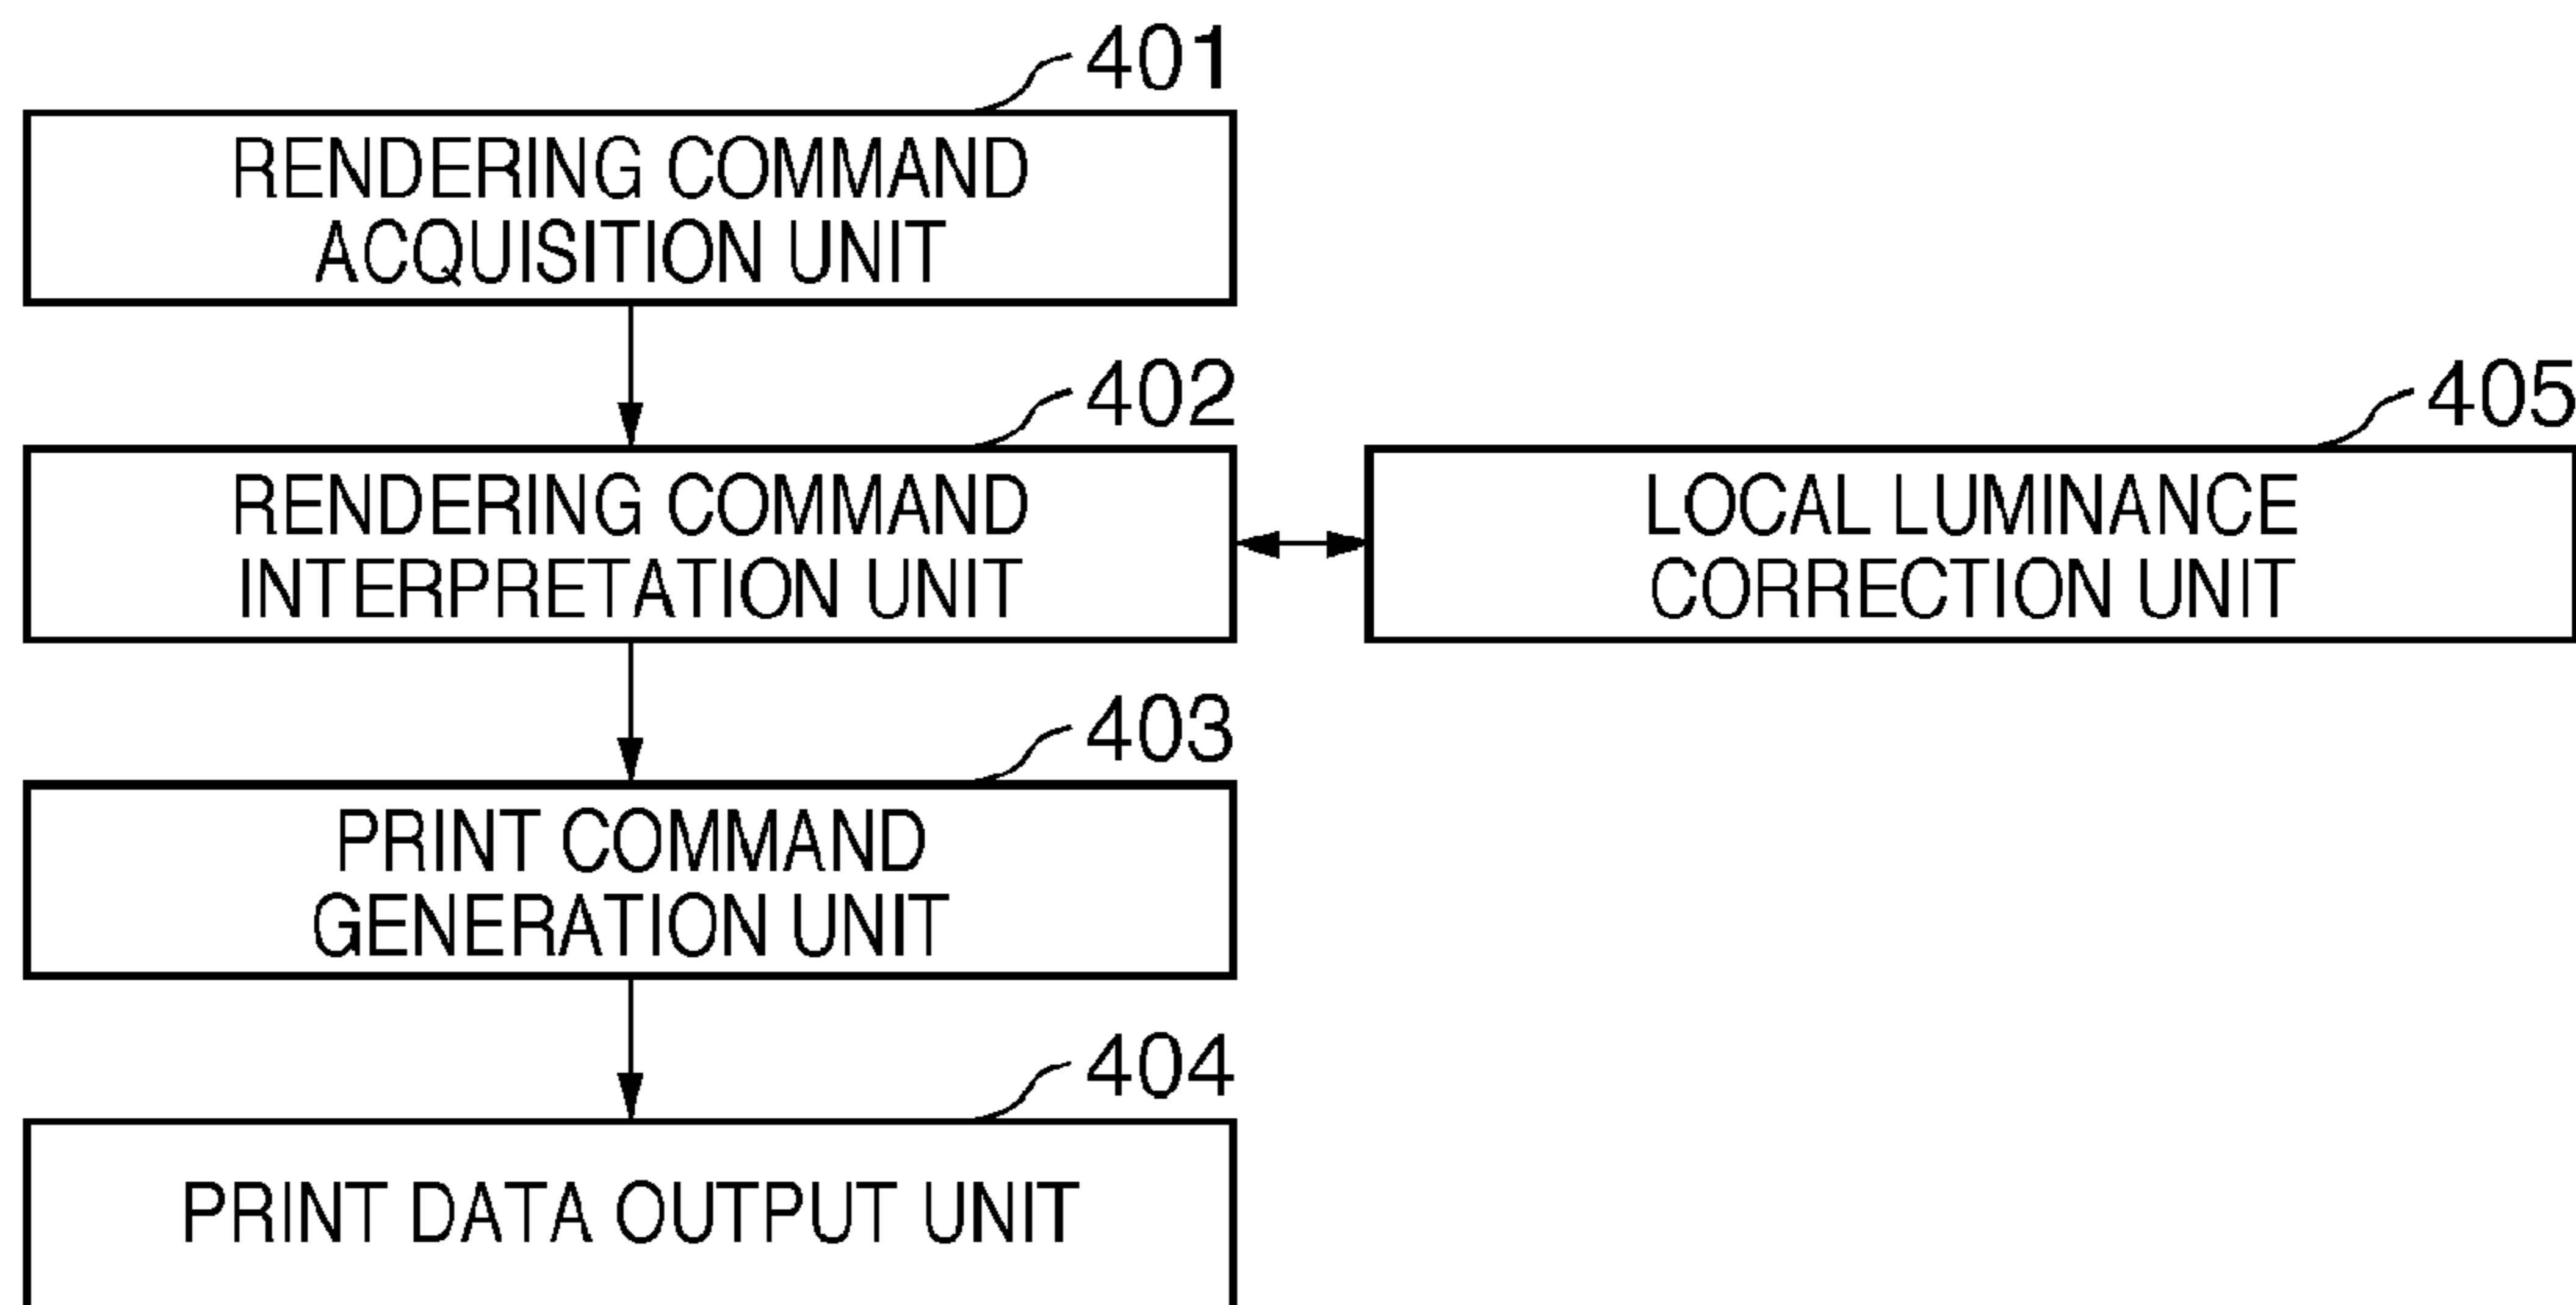 401
RENDERING COMMAND
ACQUISITION UNIT
402
RENDERING COMMAND
INTERPRETATION UNIT
405
LOCAL LUMINANCE
CORRECTION UNIT
403
PRINT COMMAND
GENERATION UNIT
404
PRINT DATA OUTPUT UNIT